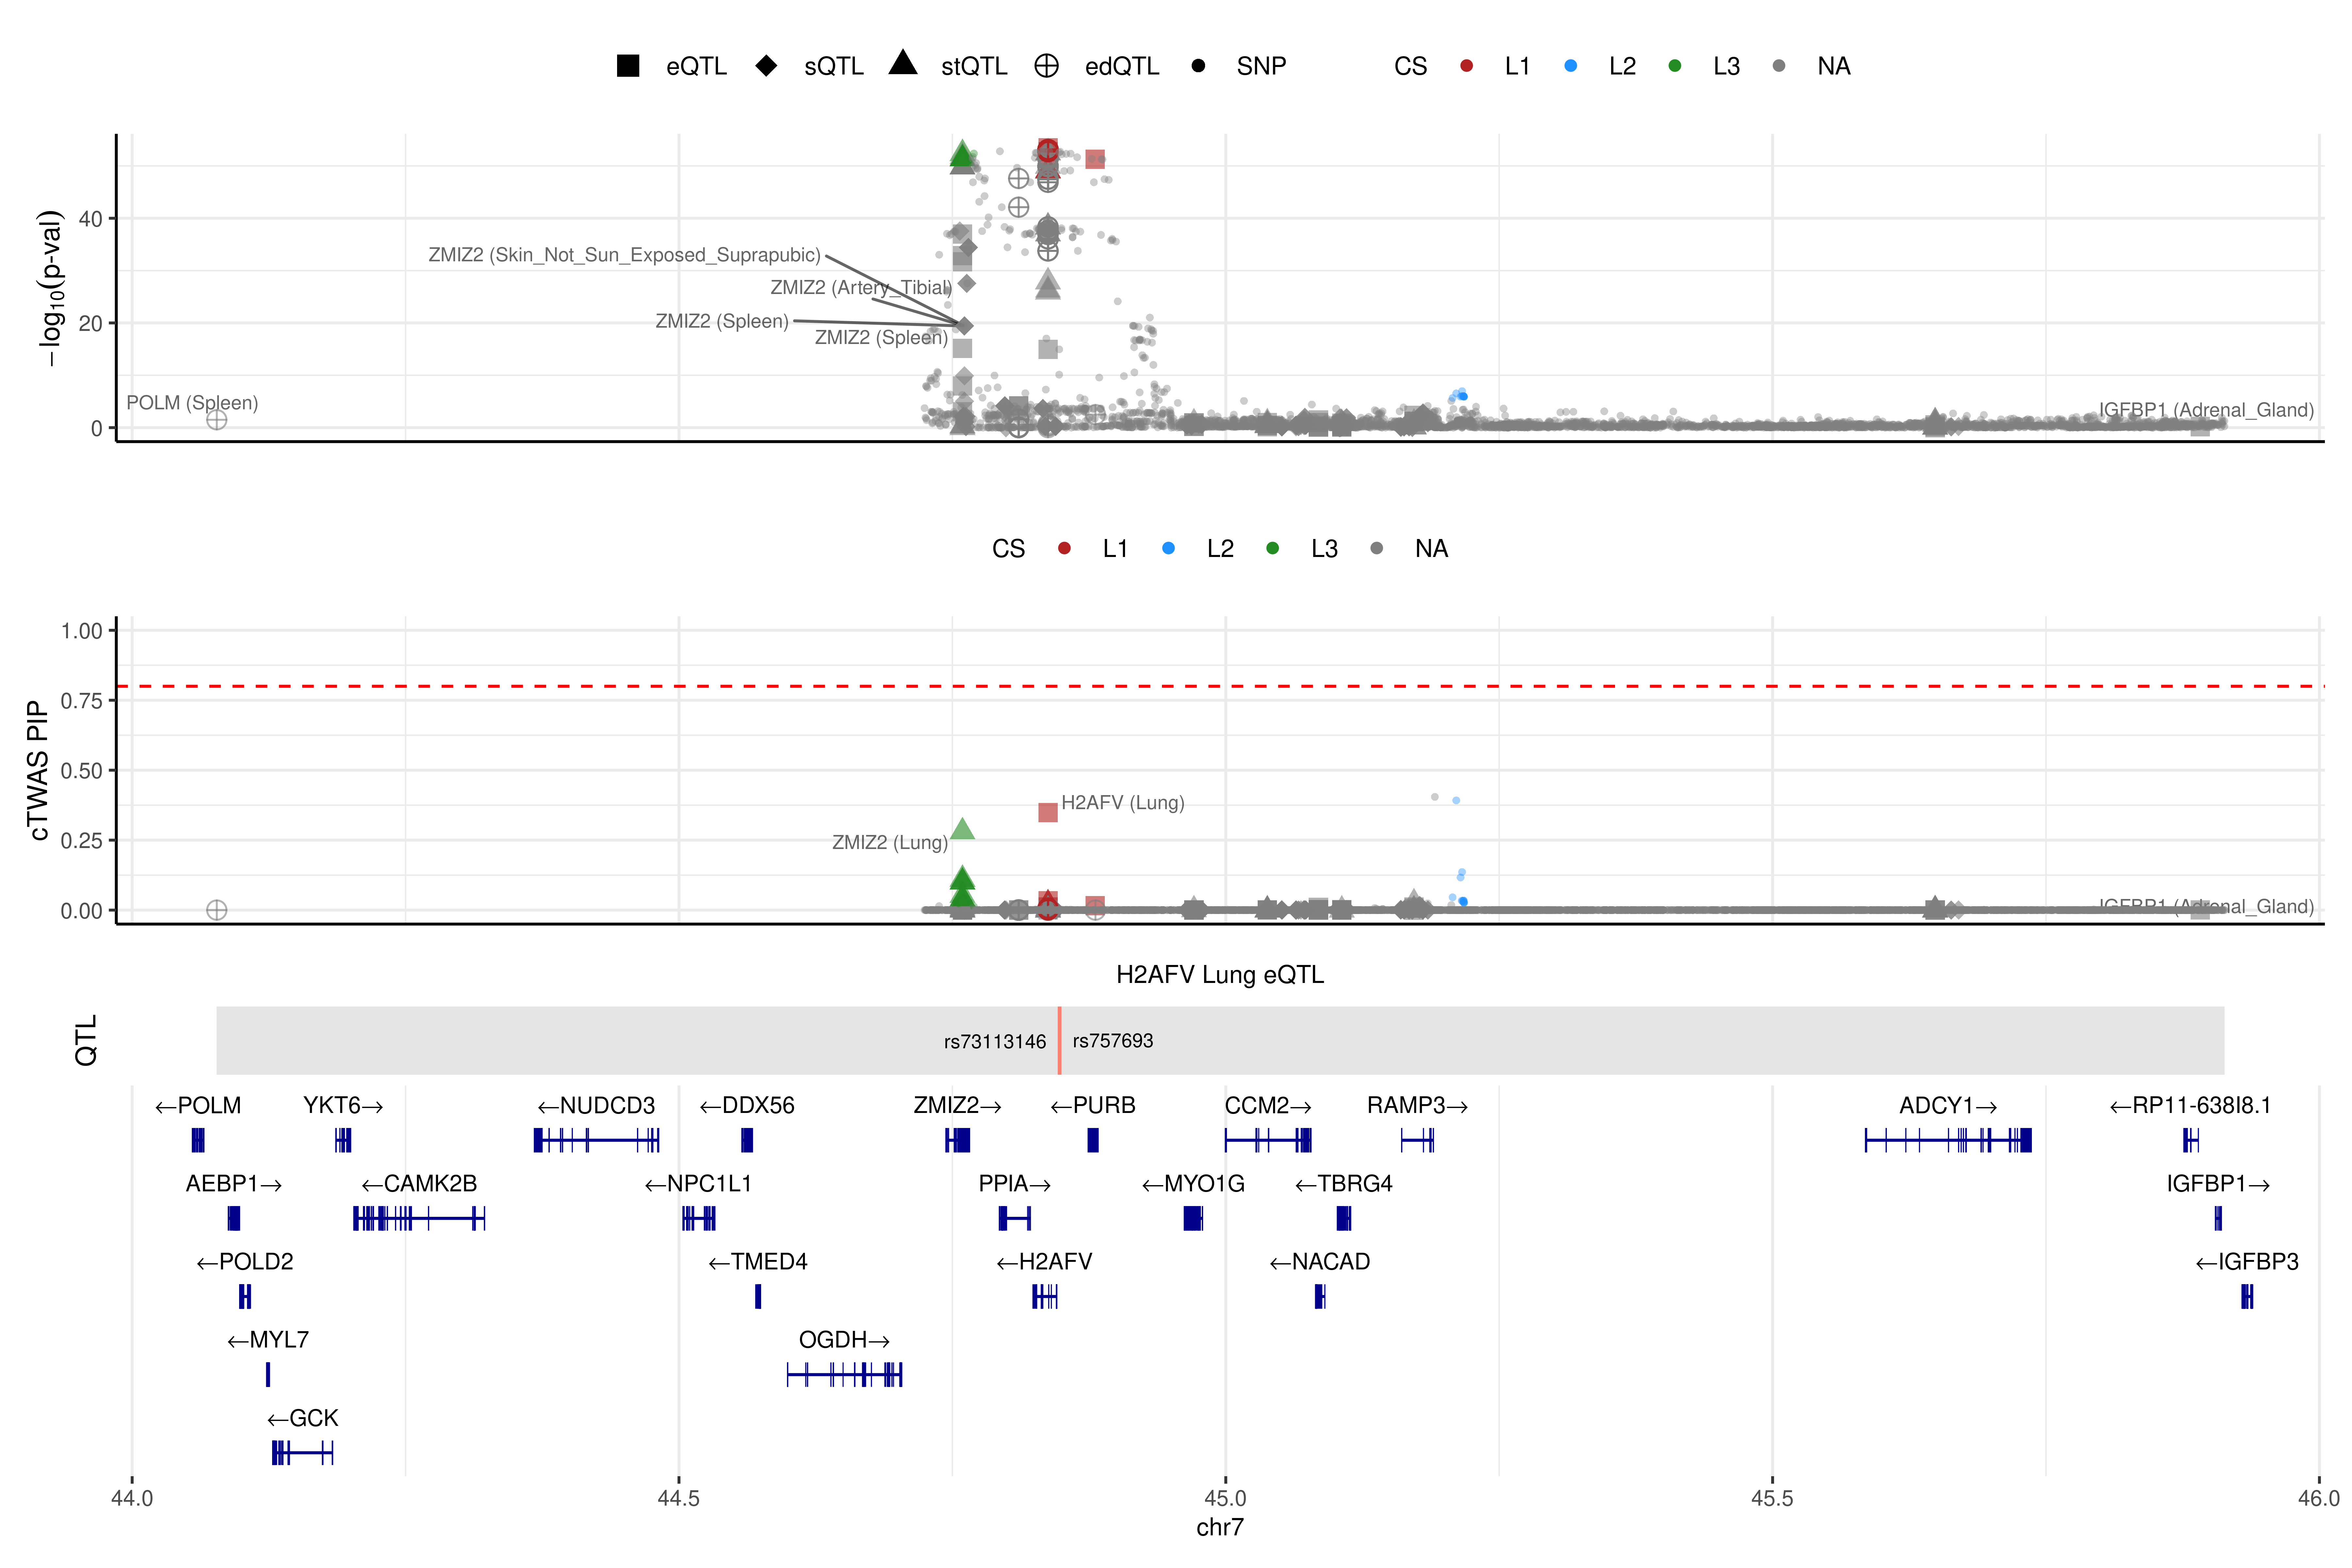 eQTL sQTL stQTL edQTL SNP CS L1 L2 L3 NA
−log10(p-val)
40
20
0
ZMIZ2 (Skin_Not_Sun_Exposed_Suprapubic)
ZMIZ2 (Artery_Tibial)
ZMIZ2 (Spleen)
ZMIZ2 (Spleen)
POLM (Spleen)
IGFBP1 (Adrenal_Gland)
CS L1 L2 L3 NA
cTWAS PIP
1.00
0.75
0.50
0.25
0.00
H2AFV (Lung)
ZMIZ2 (Lung)
IGFBP1 (Adrenal_Gland)
H2AFV Lung eQTL
QTL
rs73113146 rs757693
←POLM YKT6→ ←NUDCD3 ←DDX56 ZMIZ2→ ←PURB CCM2→ RAMP3→ ADCY1→ ←RP11-638I8.1
AEBP1→ ←CAMK2B ←NPC1L1 PPIA→ ←MYO1G ←TBRG4 IGFBP1→
←POLD2 ←TMED4 ←H2AFV ←NACAD ←IGFBP3
←MYL7 OGDH→
←GCK
44.0 44.5 45.0 45.5 46.0
chr7